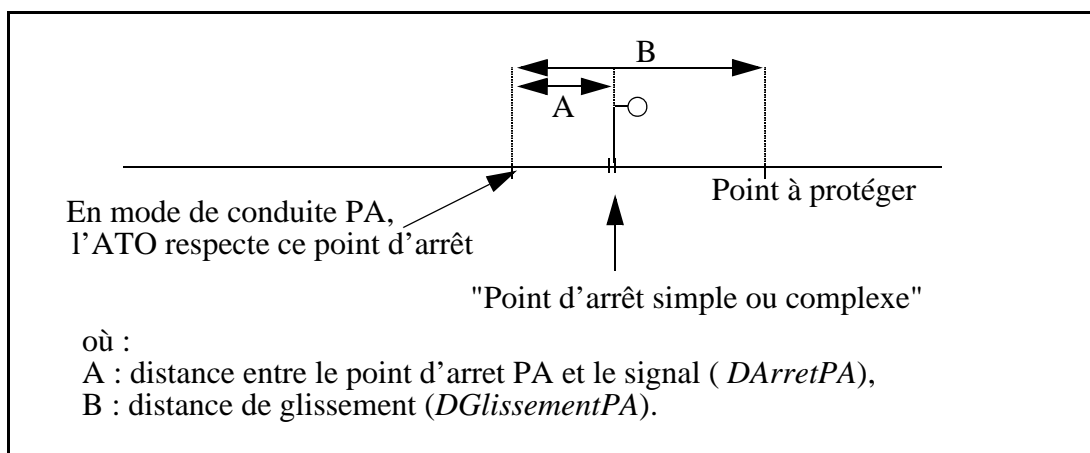 B
A
Point à protéger
En mode de conduite PA,
l’ATO respecte ce point d’arrêt
"Point d’arrêt simple ou complexe"
où :
A : distance entre le point d’arret PA et le signal ( DArretPA),
B : distance de glissement (DGlissementPA).